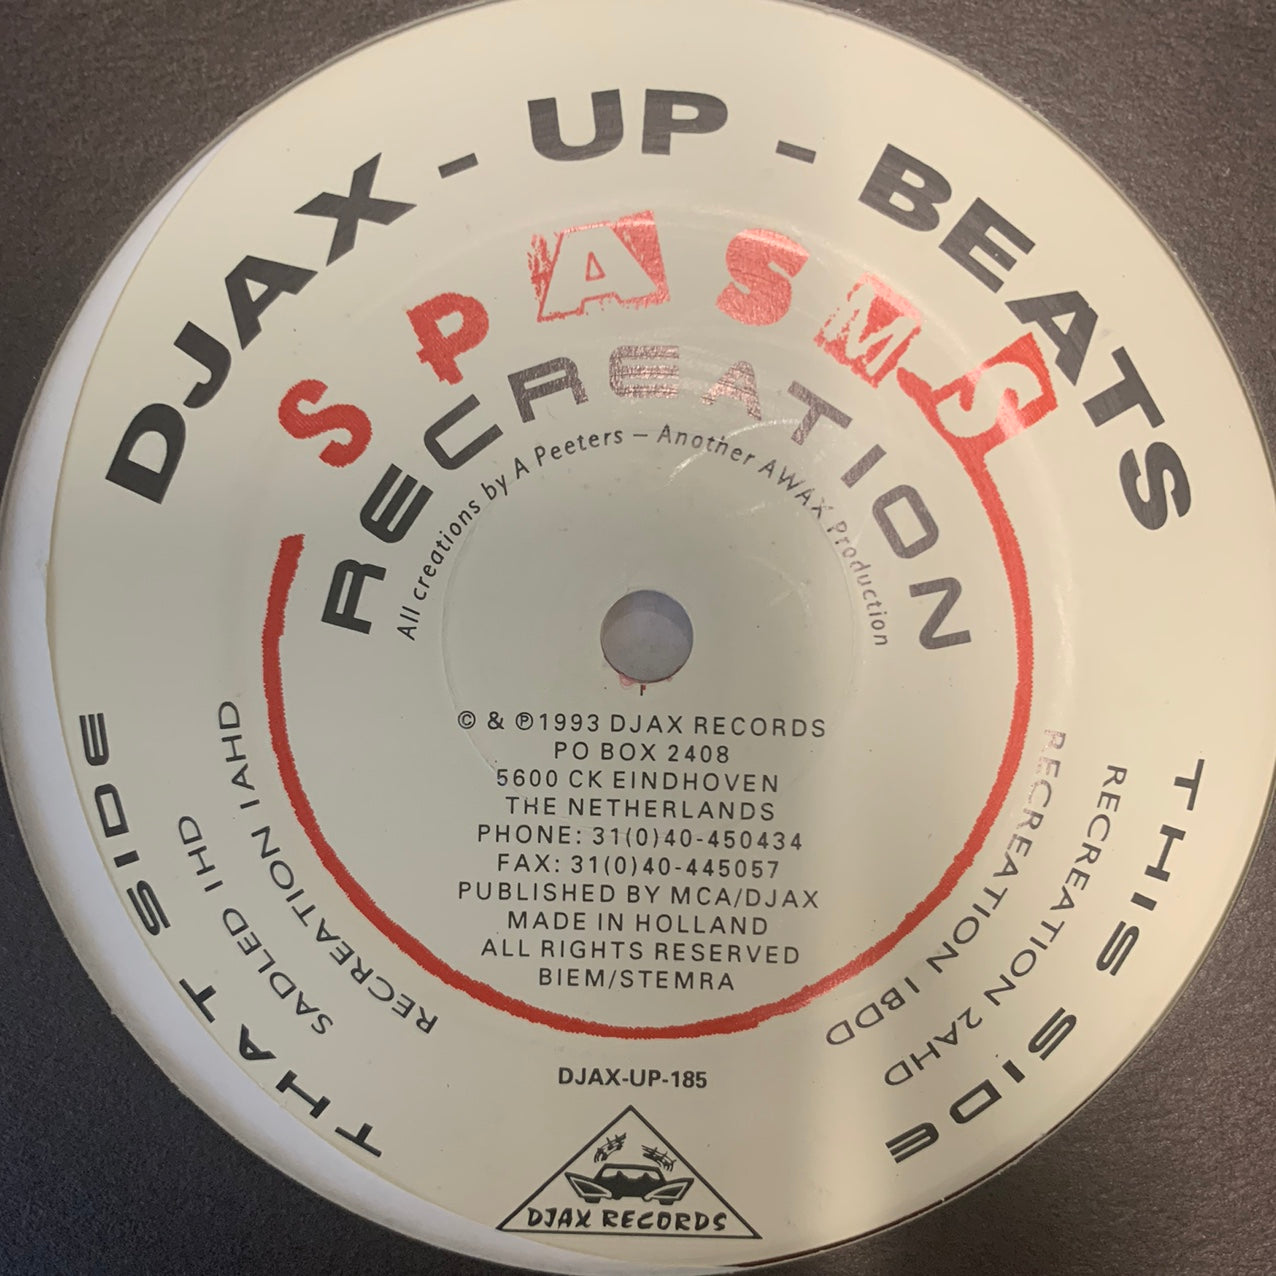 DJAX - UP - BEATS
SPASMS
RECREATION
All creations by A Peeters – Another AWAX Production
© & ℗1993 DJAX RECORDS
PO BOX 2408
5600 CK EINDHOVEN
THE NETHERLANDS
PHONE: 31(0)40-450434
FAX: 31(0)40-445057
PUBLISHED BY MCA/DJAX
MADE IN HOLLAND
ALL RIGHTS RESERVED
BIEM/STEMRA
THAT SIDE
SADLED IHD
RECREATION IAHD
THIS SIDE
RECREATION 2AHD
RECREATION IBDD
DJAX-UP-185
DJAX RECORDS